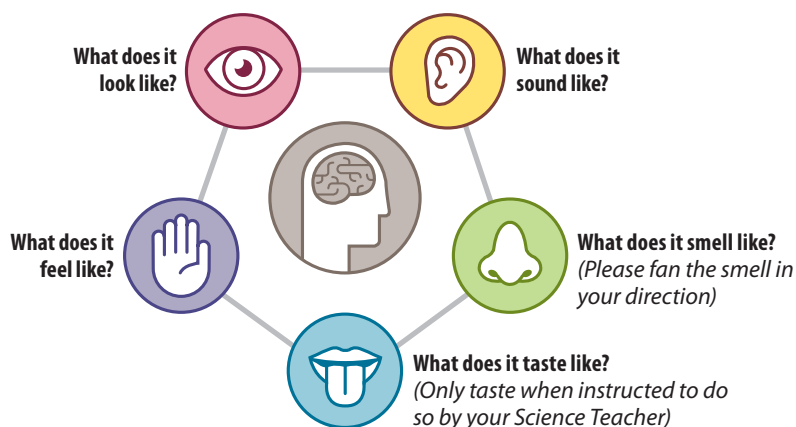 What does it
look like?
What does it
sound like?
What does it
feel like?
What does it smell like?
(Please fan the smell in
your direction)
What does it taste like?
(Only taste when instructed to do
so by your Science Teacher)